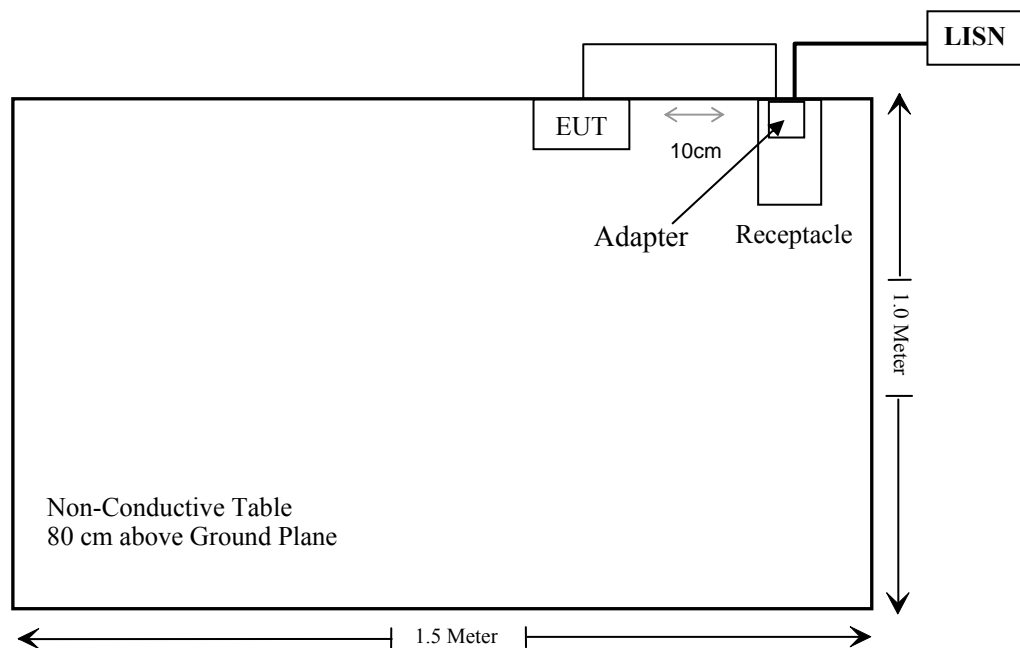 LISN
EUT
10cm
Adapter
Receptacle
1.0 Meter
Non-Conductive Table
80 cm above Ground Plane
1.5 Meter